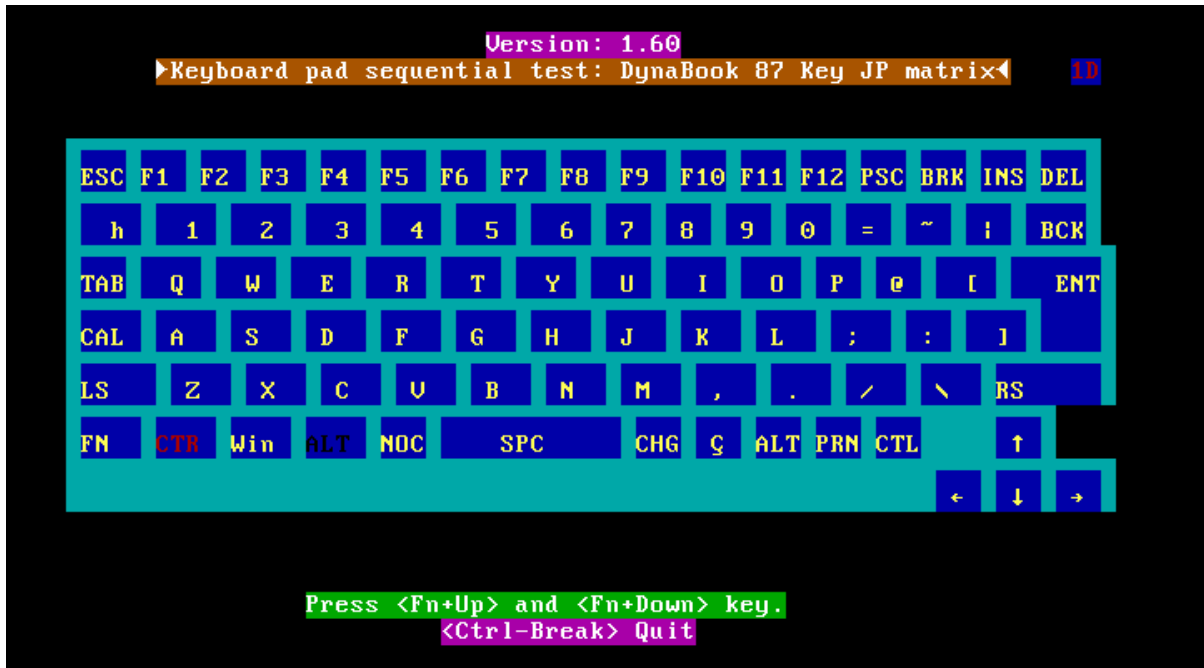 Version: 1.60
►Keyboard pad sequential test: DynaBook 87 Key JP matrix◄ 1D
ESC F1 F2 F3 F4 F5 F6 F7 F8 F9 F10 F11 F12 PSC BRK INS DEL
h 1 2 3 4 5 6 7 8 9 0 = ~ ¦ BCK
TAB Q W E R T Y U I O P @ [ ENT
CAL A S D F G H J K L ; : ]
LS Z X C V B N M , . / \ RS
FN CTR Win ALT NOC SPC CHG Ç ALT PRN CTL ↑
← ↓ →
Press <Fn+Up> and <Fn+Down> key.
<Ctrl-Break> Quit